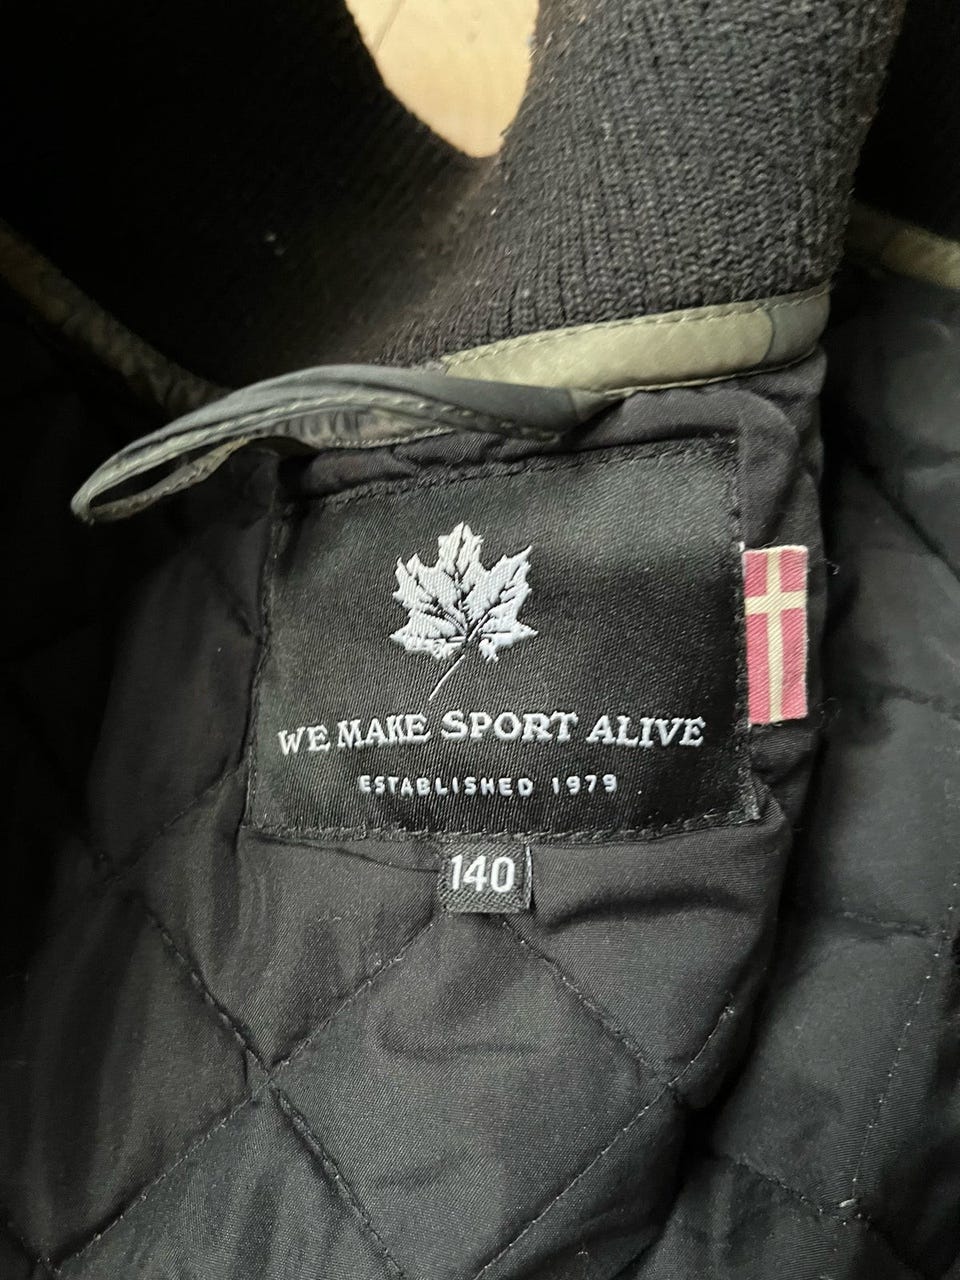 WE MAKE SPORT ALIVE
ESTABLISHED 1979
140